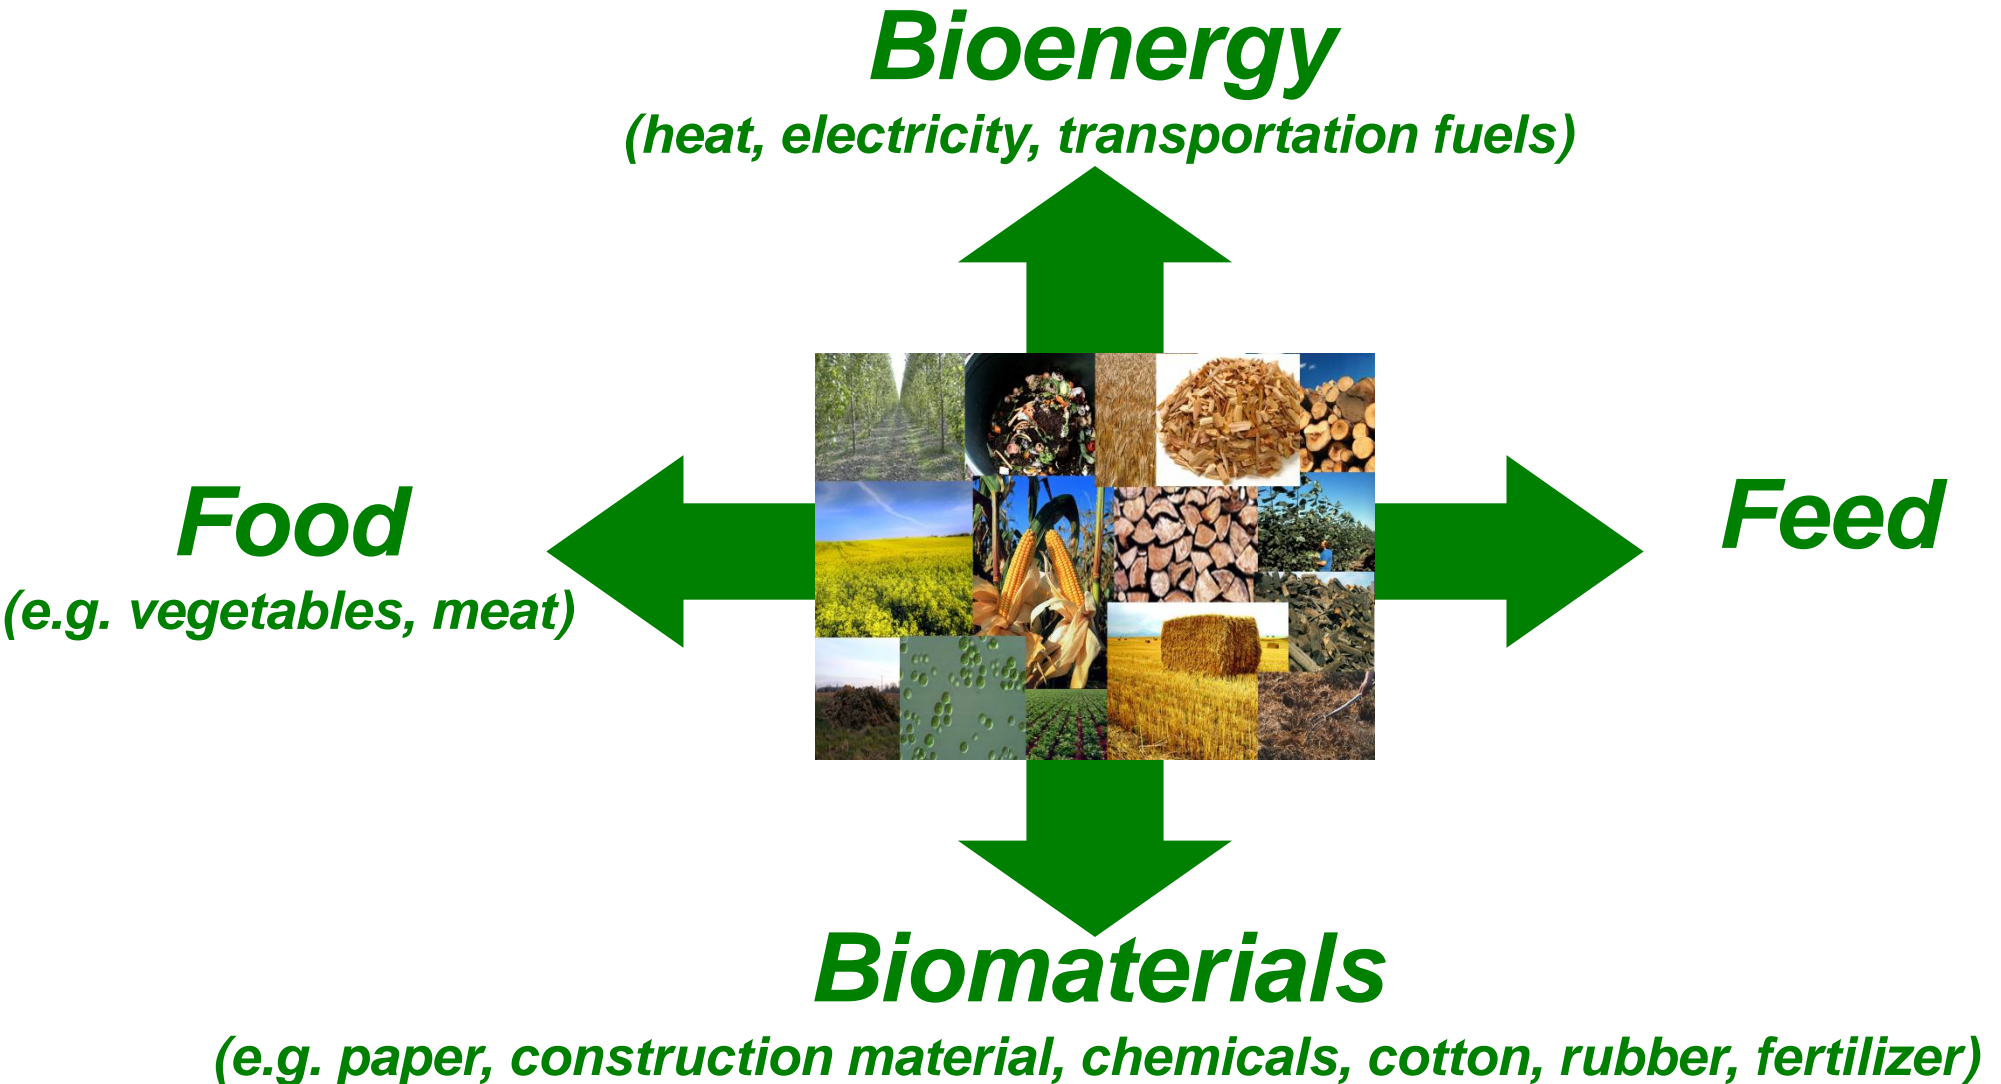 Bioenergy
(heat, electricity, transportation fuels)
Food
(e.g. vegetables, meat)
Feed
Biomaterials
(e.g. paper, construction material, chemicals, cotton, rubber, fertilizer)